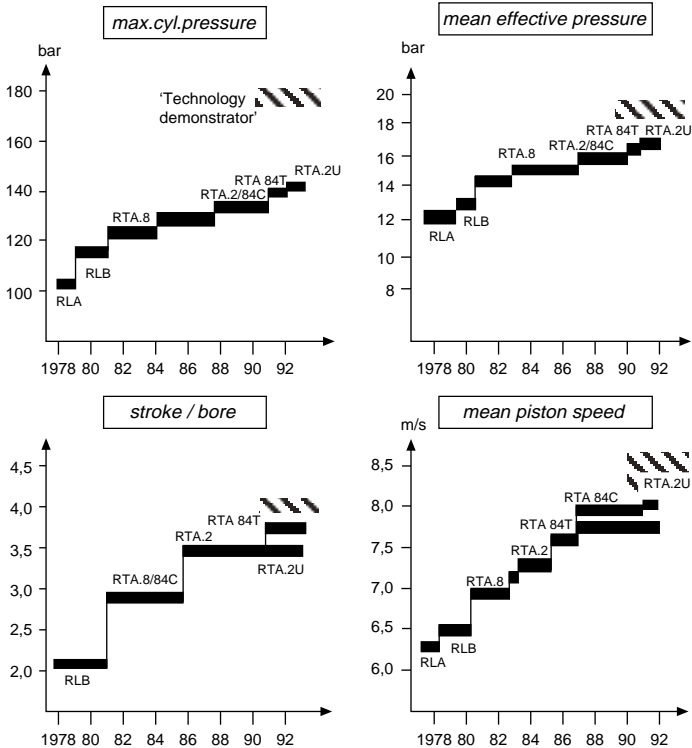 max.cyl.pressure
bar
180
160
140
120
100
'Technology
demonstrator'
RTA.2U
RTA 84T
RTA.2/84C
RTA.8
RLB
RLA
1978 80 82 84 86 88 90 92
mean effective pressure
bar
20
18
16
14
12
10
8
RTA 84T RTA.2U
RTA.2/84C
RTA.8
RLB
RLA
1978 80 82 84 86 88 90 92
stroke / bore
4,5
4,0
3,5
3,0
2,5
2,0
RTA 84T
RTA.2
RTA.2U
RTA.8/84C
RLB
1978 80 82 84 86 88 90 92
mean piston speed
m/s
8,5
8,0
7,5
7,0
6,5
6,0
RTA.2U
RTA 84C
RTA 84T
RTA.2
RTA.8
RLB
RLA
1978 80 82 84 86 88 90 92